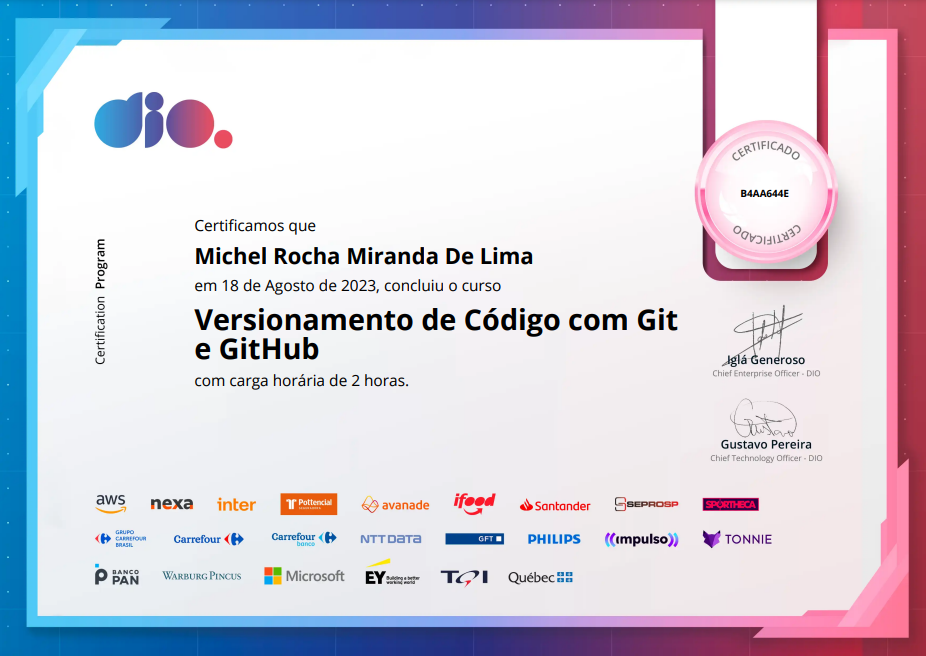 dio.
CERTIFICADO
B4AA644E
CERTIFICADO
Certification Program
Certificamos que
Michel Rocha Miranda De Lima
em 18 de Agosto de 2023, concluiu o curso
Versionamento de Código com Git
e GitHub
com carga horária de 2 horas.
Iglá Generoso
Chief Enterprise Officer - DIO
Gustavo Pereira
Chief Technology Officer - DIO
aws nexa inter Pottencial avanade ifood Santander SEPROSP SPORTHECA
GRUPO
CARREFOUR
BRASIL
Carrefour Carrefour
banco
NTT DATA GFT PHILIPS impulso TONNIE
BANCO
PAN
WARBURG PINCUS Microsoft EY Building a better
working world
TQI Québec